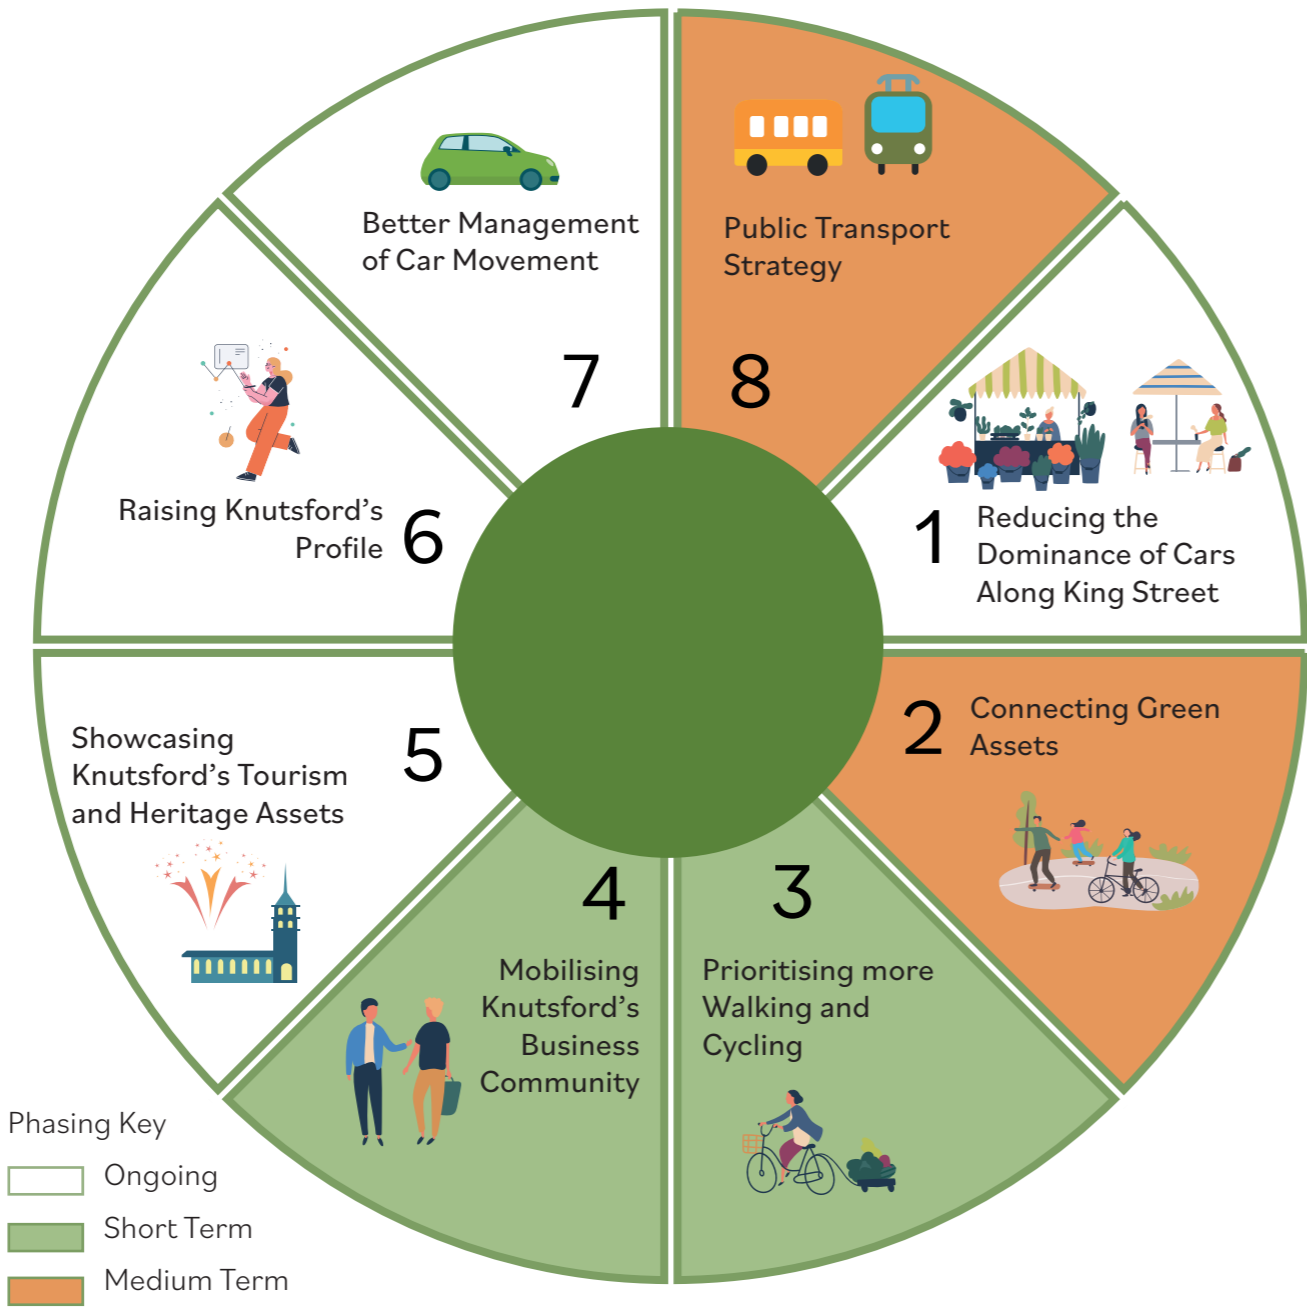 Better Management
of Car Movement
7
Public Transport
Strategy
8
1
Reducing the
Dominance of Cars
Along King Street
2
Connecting Green
Assets
3
Prioritising more
Walking and
Cycling
4
Mobilising
Knutsford’s
Business
Community
5
Showcasing
Knutsford’s Tourism
and Heritage Assets
6
Raising Knutsford’s
Profile
Phasing Key
Ongoing
Short Term
Medium Term